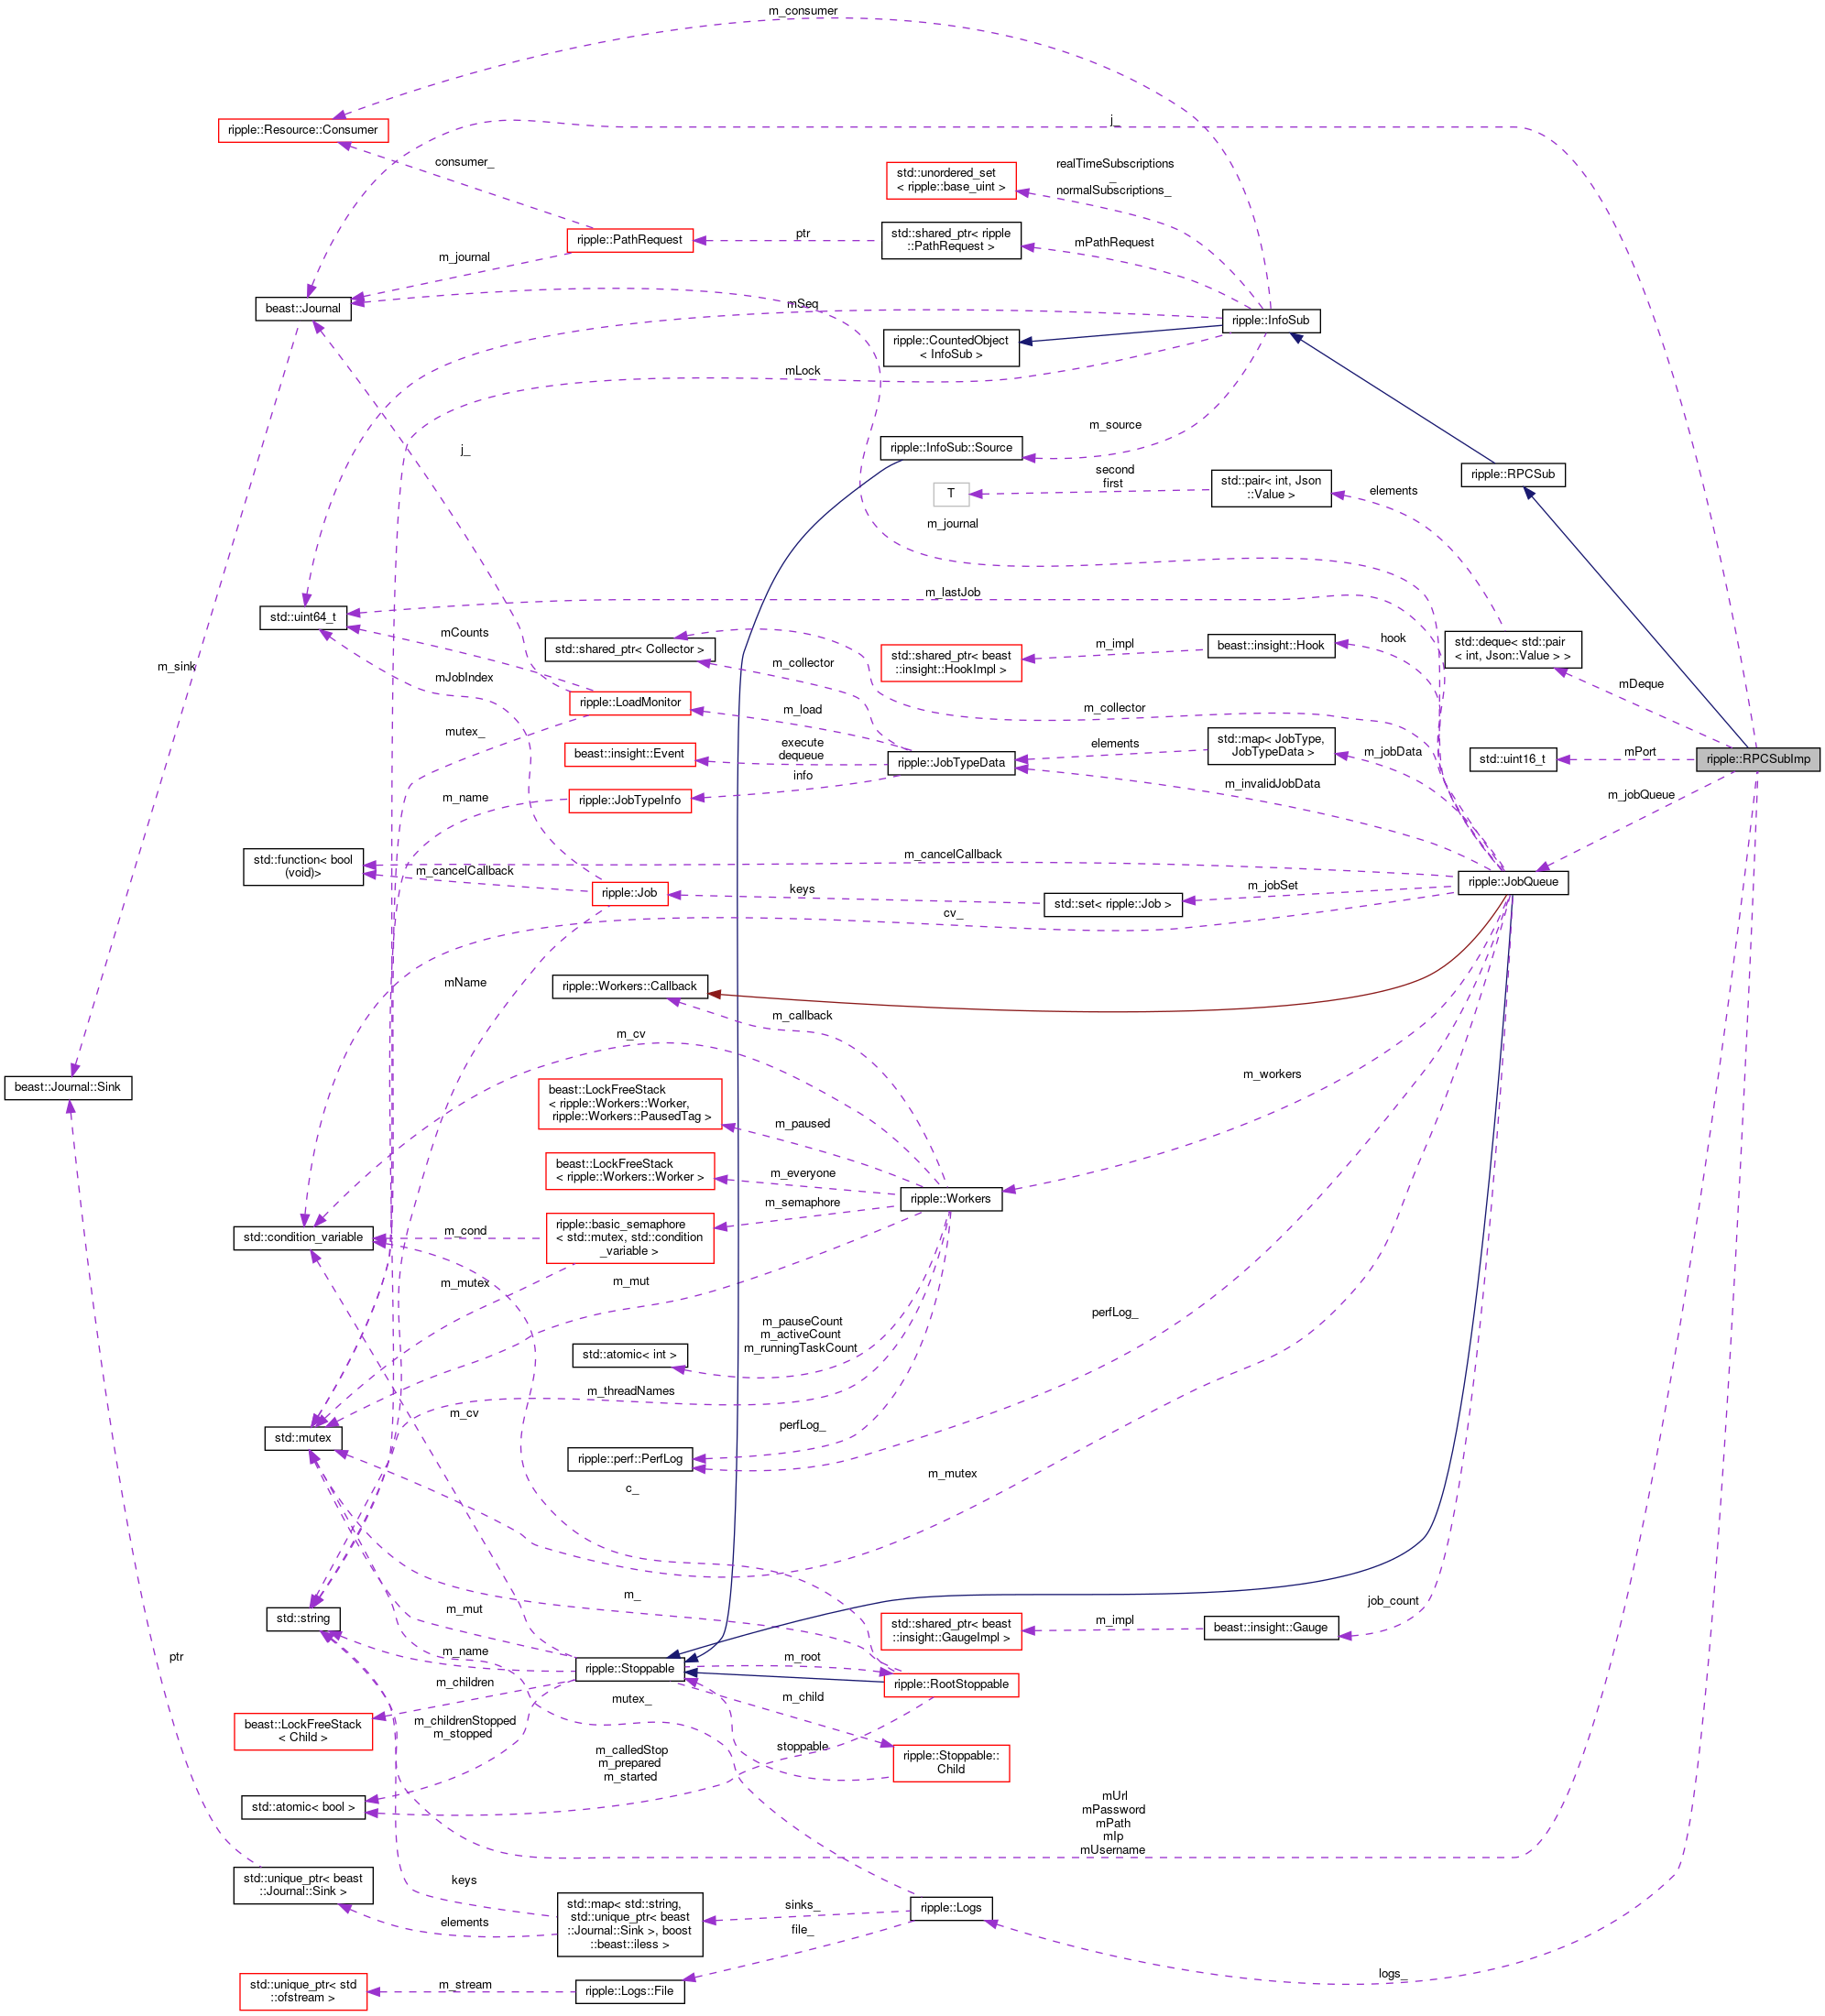 m_consumer
ripple::Resource::Consumer
j_
consumer_
std::unordered_set
< ripple::base_uint >
realTimeSubscriptions
_
normalSubscriptions_
ripple::PathRequest
ptr
std::shared_ptr< ripple
::PathRequest >
mPathRequest
m_journal
beast::Journal
mSeq
ripple::InfoSub
ripple::CountedObject
< InfoSub >
mLock
m_source
j_
ripple::InfoSub::Source
ripple::RPCSub
second
first
T
std::pair< int, Json
::Value >
elements
m_journal
m_lastJob
std::uint64_t
mCounts
std::shared_ptr< Collector >
m_impl
beast::insight::Hook
hook
std::deque< std::pair
< int, Json::Value > >
m_sink
m_collector
std::shared_ptr< beast
::insight::HookImpl >
mJobIndex
mDeque
ripple::LoadMonitor
m_load
m_collector
mutex_
execute
dequeue
beast::insight::Event
ripple::JobTypeData
elements
std::map< JobType,
JobTypeData >
m_jobData
std::uint16_t
mPort
ripple::RPCSubImp
info
m_name
ripple::JobTypeInfo
m_invalidJobData
m_jobQueue
std::function< bool
(void)>
m_cancelCallback
m_cancelCallback
ripple::Job
keys
std::set< ripple::Job >
m_jobSet
ripple::JobQueue
cv_
mName
ripple::Workers::Callback
m_callback
m_cv
beast::Journal::Sink
beast::LockFreeStack
< ripple::Workers::Worker,
ripple::Workers::PausedTag >
m_paused
m_workers
beast::LockFreeStack
< ripple::Workers::Worker >
m_everyone
ripple::Workers
m_semaphore
std::condition_variable
m_cond
ripple::basic_semaphore
< std::mutex, std::condition
_variable >
m_mutex
m_mut
std::atomic< int >
m_pauseCount
m_activeCount
m_runningTaskCount
perfLog_
m_threadNames
m_cv
std::mutex
perfLog_
ripple::perf::PerfLog
c_
m_mutex
m_
std::string
m_mut
std::shared_ptr< beast
::insight::GaugeImpl >
m_impl
beast::insight::Gauge
job_count
m_name
ripple::Stoppable
m_root
ripple::RootStoppable
ptr
m_children
mutex_
m_child
beast::LockFreeStack
< Child >
m_childrenStopped
m_stopped
m_calledStop
m_prepared
m_started
stoppable
ripple::Stoppable::
Child
std::atomic< bool >
mUrl
mPassword
mPath
mIp
mUsername
std::unique_ptr< beast
::Journal::Sink >
keys
elements
std::map< std::string,
std::unique_ptr< beast
::Journal::Sink >, boost
::beast::iless >
sinks_
file_
ripple::Logs
logs_
std::unique_ptr< std
::ofstream >
m_stream
ripple::Logs::File